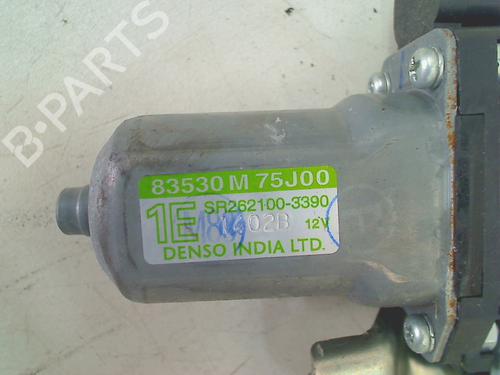 B-PARTS
83530 M 75J00
1E SR262100-3390
12V
DENSO INDIA LTD.